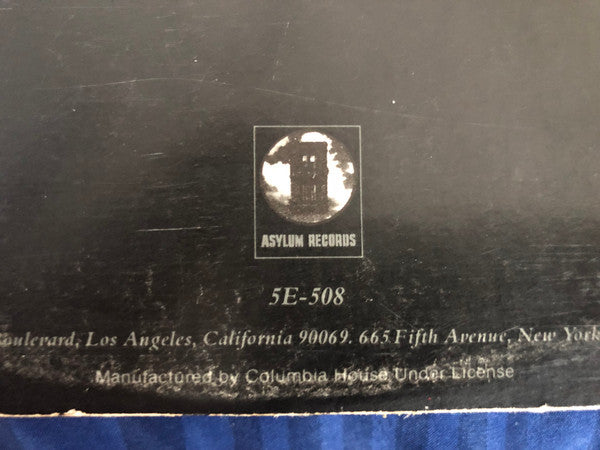 ASYLUM RECORDS
5E-508
oulevard, Los Angeles, California 90069. 665 Fifth Avenue, New York
Manufactured by Columbia House Under License